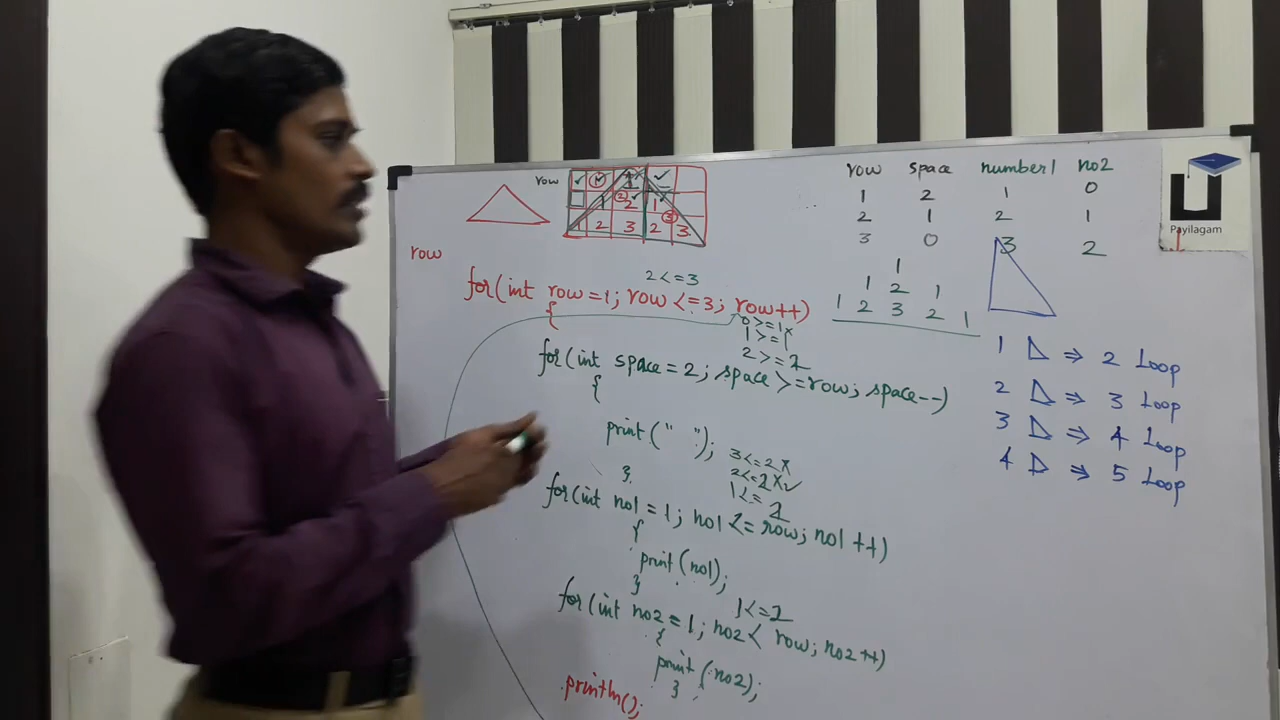 row
1 2 1
1 2 3 2 3
row space number1 no2
1 2 1 0
2 1 2 1
3 0 3 2
Payilagam
row
1
1 2 1
1 2 3 2 1
2<=3
for(int row=1; row<=3; row++)
{
0>=1x
1>=1
2>=2
for(int space=2; space>=row; space--)
{
print(" ");
}
3<=2x
2<=2
1<=2
for(int no1=1; no1<=row; no1++)
{
print(no1);
}
1<=2
for(int no2=1; no2< row; no2++)
{
print(no2);
}
println();
1 ⇒ 2 Loop
2 ⇒ 3 Loop
3 ⇒ 4 Loop
4 ⇒ 5 Loop